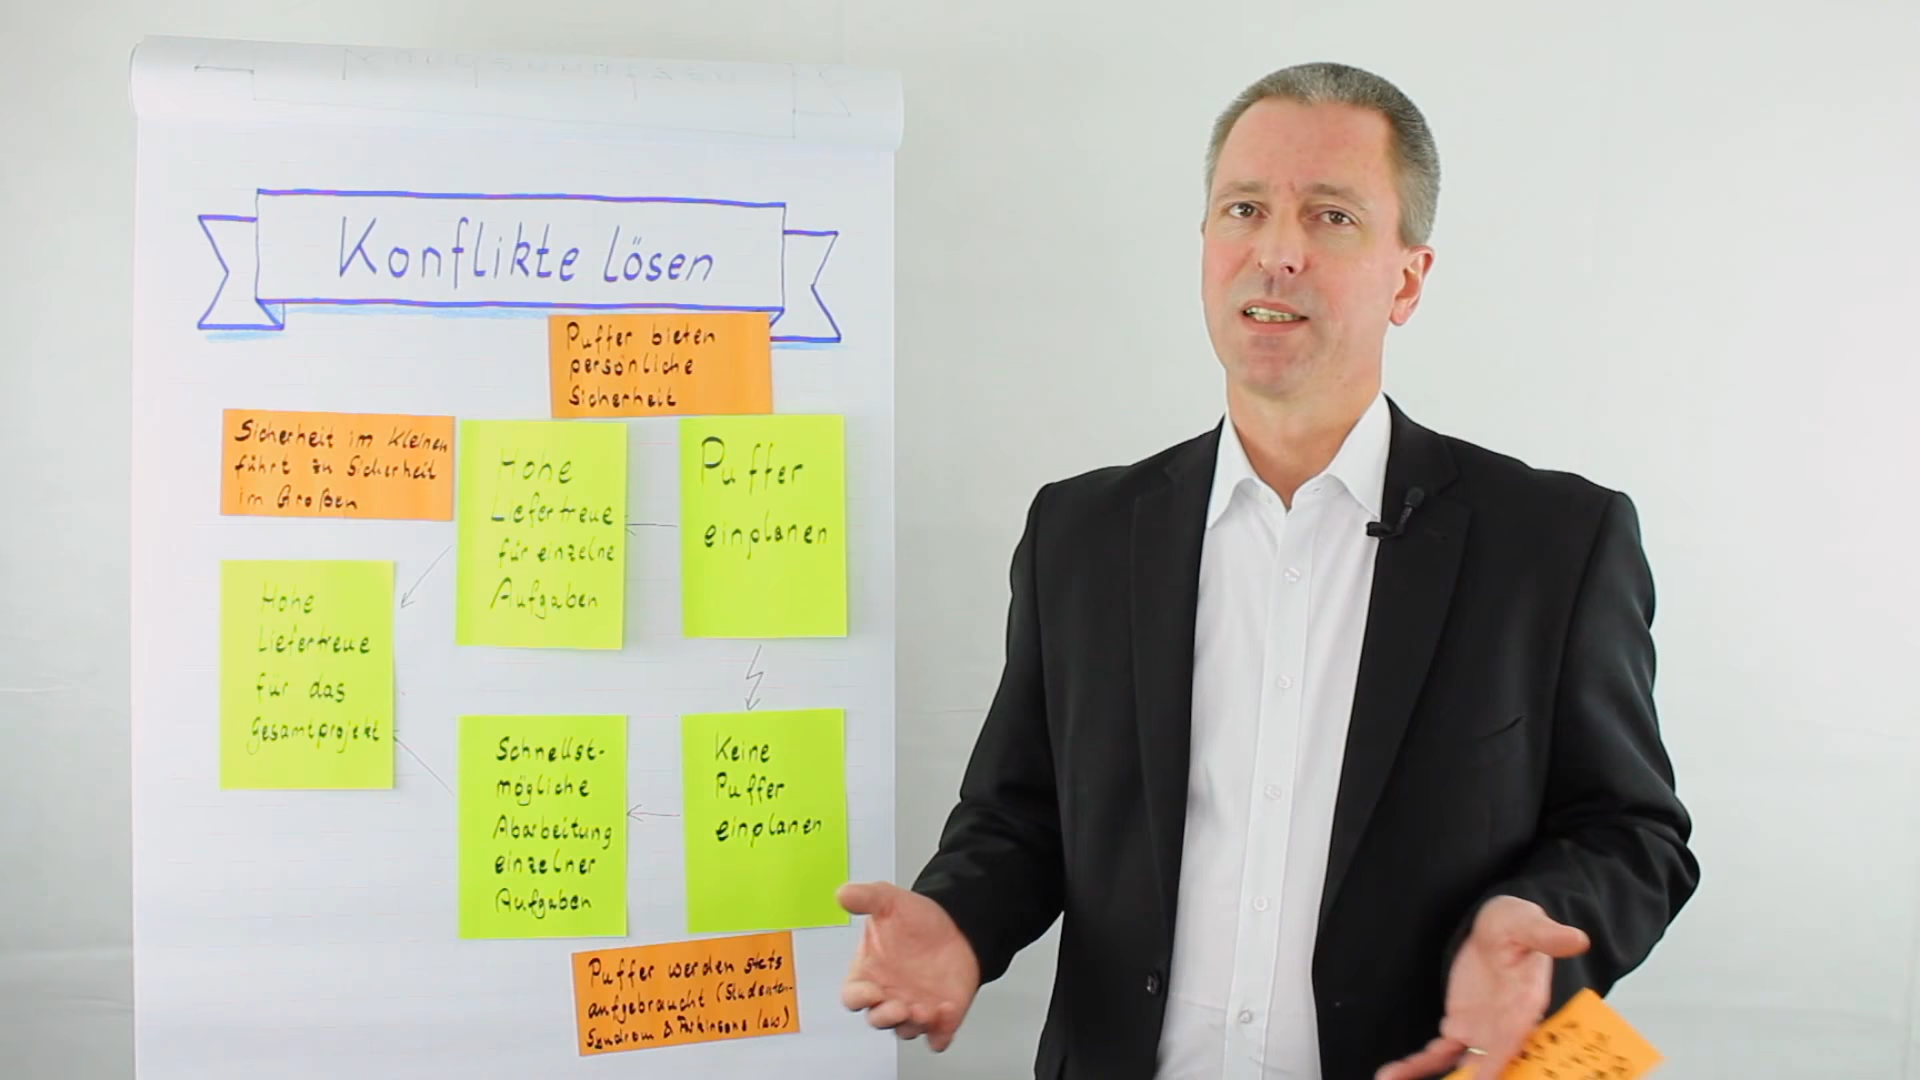 Konflikte lösen
Puffer bieten
persönliche
Sicherheit
Sicherheit im Kleinen
führt zu Sicherheit
im Großen
Hohe
Liefertreue
für einzelne
Aufgaben
Puffer
einplanen
Hohe
Liefertreue
für das
Gesamtprojekt
Schnellst-
mögliche
Abarbeitung
einzelner
Aufgaben
Keine
Puffer
einplanen
Puffer werden stets
aufgebraucht (Studenten-
Syndrom & Parkinsons Law)